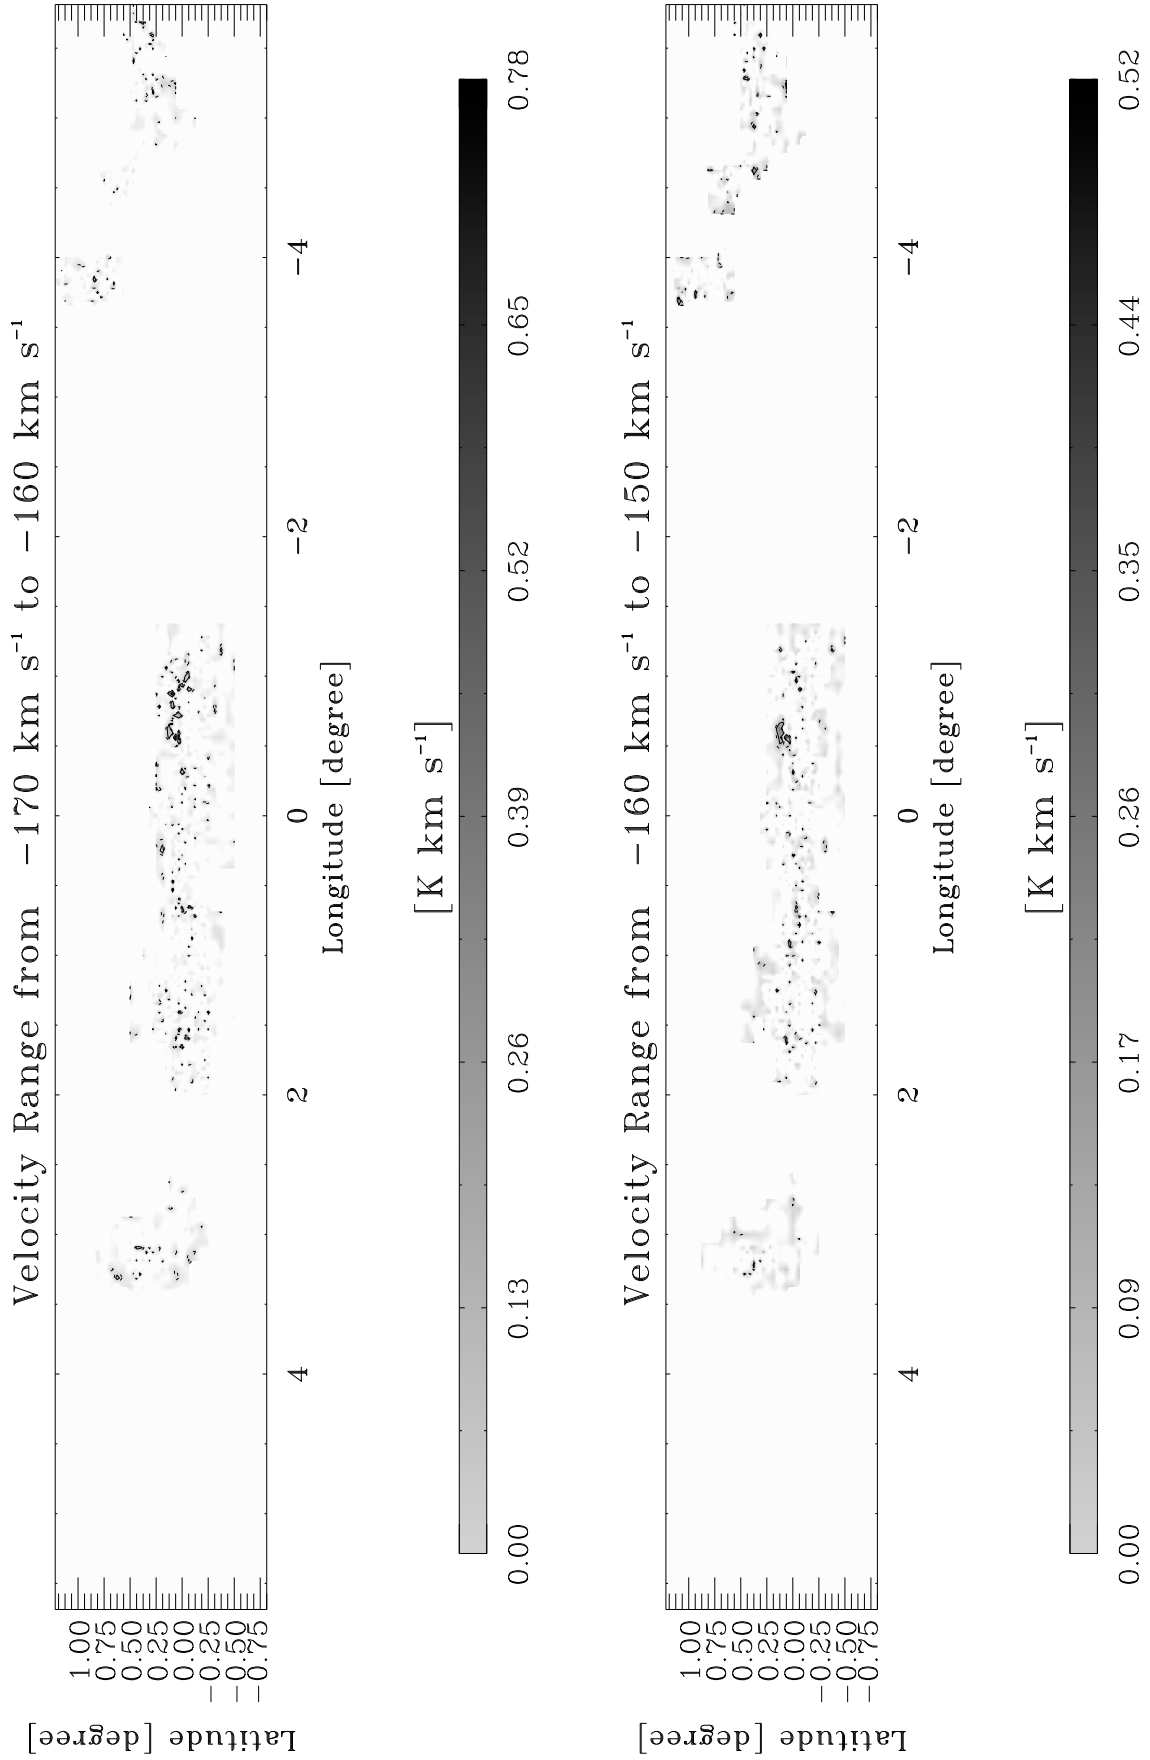 Velocity Range from −170 km s⁻¹ to −160 km s⁻¹
Latitude [degree]
1.00
0.75
0.50
0.25
0.00
−0.25
−0.50
−0.75
4 2 0 −2 −4
Longitude [degree]
[K km s⁻¹]
0.00 0.13 0.26 0.39 0.52 0.65 0.78
Velocity Range from −160 km s⁻¹ to −150 km s⁻¹
Latitude [degree]
1.00
0.75
0.50
0.25
0.00
−0.25
−0.50
−0.75
4 2 0 −2 −4
Longitude [degree]
[K km s⁻¹]
0.00 0.09 0.17 0.26 0.35 0.44 0.52